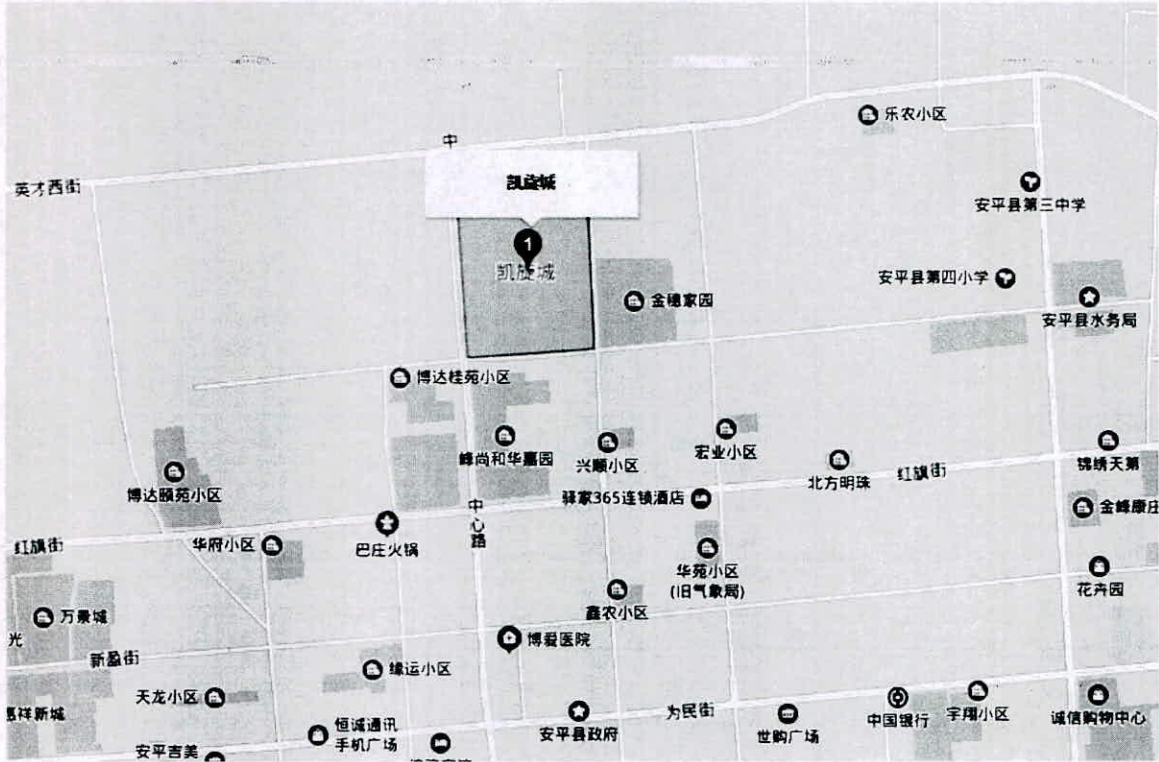 乐农小区
中
英才西街
凯旋城
安平县第三中学
1
凯旋城
安平县第四小学
金穗家园
安平县水务局
博达桂苑小区
峰尚和华嘉园
兴顺小区
宏业小区
北方明珠
红旗街
锦绣天第
博达颐苑小区
驿家365连锁酒店
金峰康庄
中心路
红旗街
华府小区
巴庄火锅
华苑小区
(旧气象局)
花卉园
鑫农小区
万景城
光
博爱医院
新盈街
缘运小区
天龙小区
惠祥新城
恒诚通讯
手机广场
安平县政府
为民街
世购广场
中国银行
宇翔小区
诚信购物中心
安平吉美